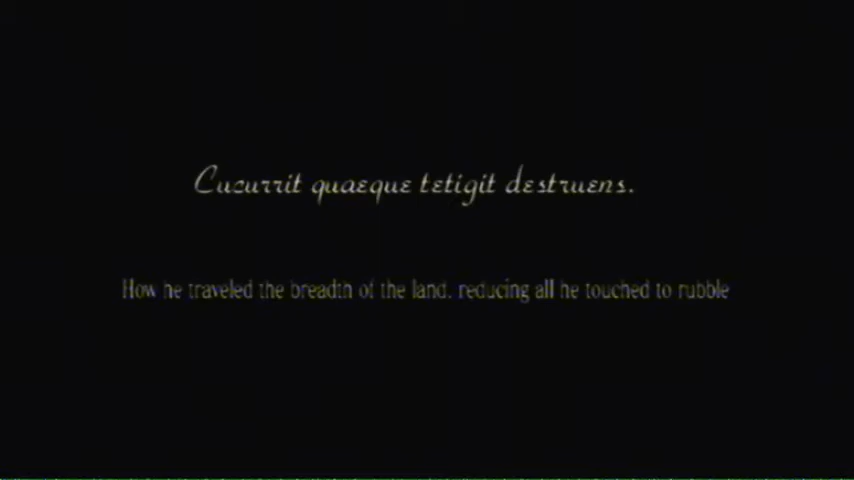 Cucurrit quaeque tetigit destruens.
How he traveled the breadth of the land, reducing all he touched to rubble